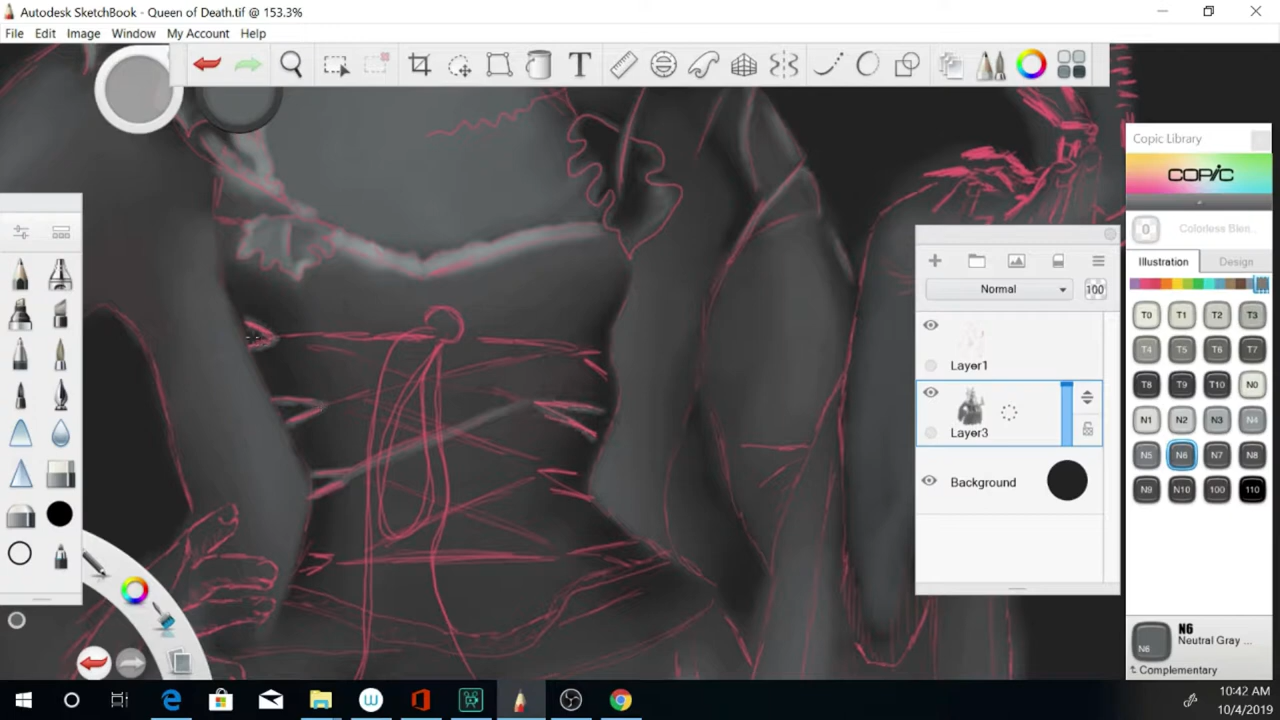 Autodesk SketchBook - Queen of Death.tif @ 153.3%
File Edit Image Window My Account Help
T
Copic Library
COPIC
0 Colorless Blen...
Illustration Design
Normal 100
Layer1
Layer3
Background
T0 T1 T2 T3
T4 T5 T6 T7
T8 T9 T10 N0
N1 N2 N3 N4
N5 N6 N7 N8
N9 N10 100 110
N6
N6 Neutral Gray ...
Complementary
10:42 AM
10/4/2019